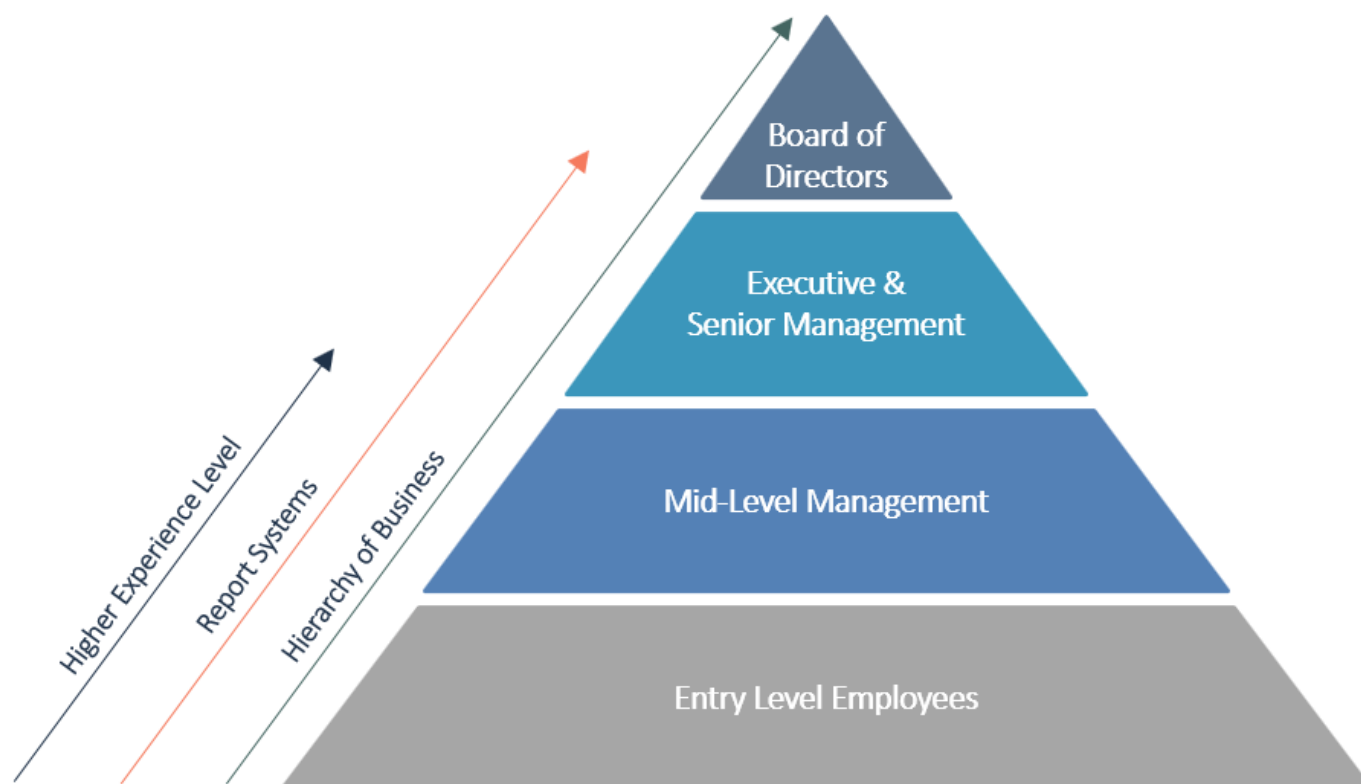 Board of
Directors
Executive &
Senior Management
Mid-Level Management
Entry Level Employees
Higher Experience Level
Report Systems
Hierarchy of Business